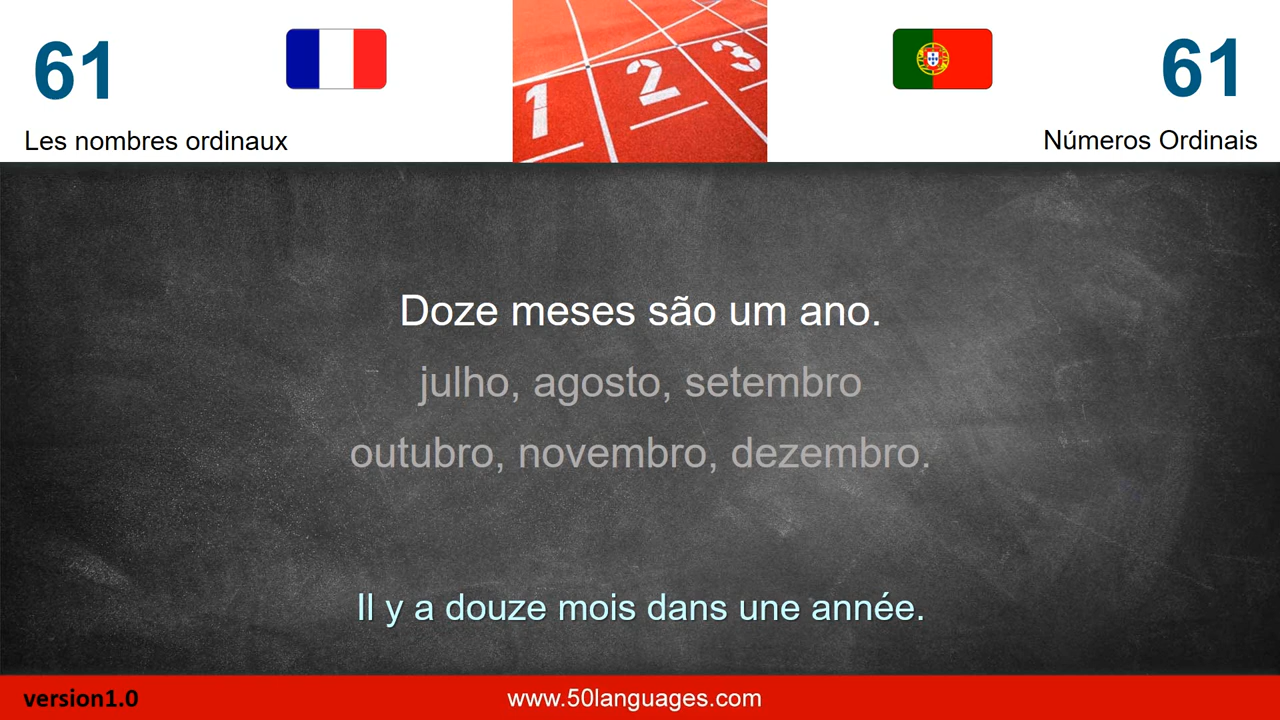 61
61
Les nombres ordinaux
Números Ordinais
1 2 3
Doze meses são um ano.
julho, agosto, setembro
outubro, novembro, dezembro.
Il y a douze mois dans une année.
version1.0
www.50languages.com